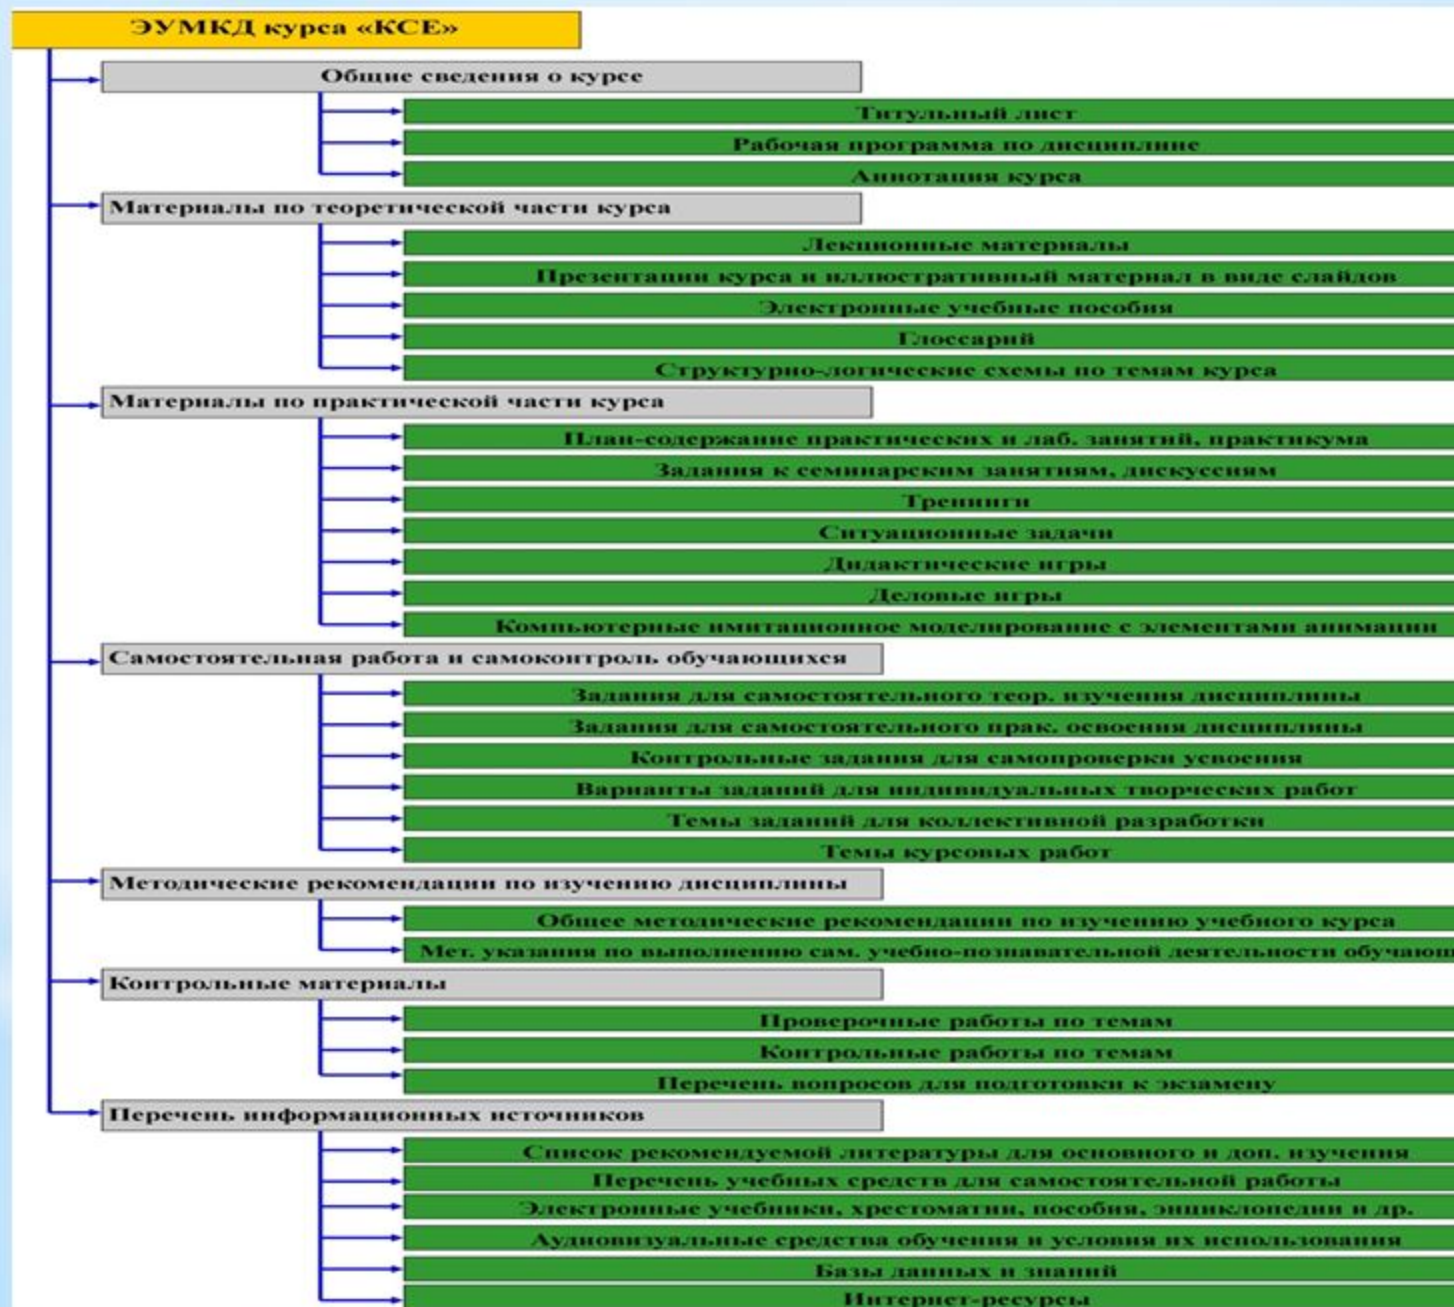 ЭУМКД курса «КСЕ»
Общие сведения о курсе
Титульный лист
Рабочая программа по дисциплине
Аннотация курса
Материалы по теоретической части курса
Лекционные материалы
Презентации курса и иллюстративный материал в виде слайдов
Электронные учебные пособия
Глоссарий
Структурно-логические схемы по темам курса
Материалы по практической части курса
План-содержание практических и лаб. занятий, практикума
Задания к семинарским занятиям, дискуссиям
Тренинги
Ситуационные задачи
Дидактические игры
Деловые игры
Компьютерные имитационное моделирование с элементами анимации
Самостоятельная работа и самоконтроль обучающихся
Задания для самостоятельного теор. изучения дисциплины
Задания для самостоятельного прак. освоения дисциплины
Контрольные задания для самопроверки усвоения
Варианты заданий для индивидуальных творческих работ
Темы заданий для коллективной разработки
Темы курсовых работ
Методические рекомендации по изучению дисциплины
Общее методические рекомендации по изучению учебного курса
Мет. указания по выполнению сам. учебно-познавательной деятельности
Контрольные материалы
Проверочные работы по темам
Контрольные работы по темам
Перечень вопросов для подготовки к экзамену
Перечень информационных источников
Список рекомендуемой литературы для основного и доп. изучения
Перечень учебных средств для самостоятельной работы
Электронные учебники, хрестоматии, пособия, энциклопедии и др.
Аудиовизуальные средства обучения и условия их использования
Базы данных и знаний
Интернет-ресурсы